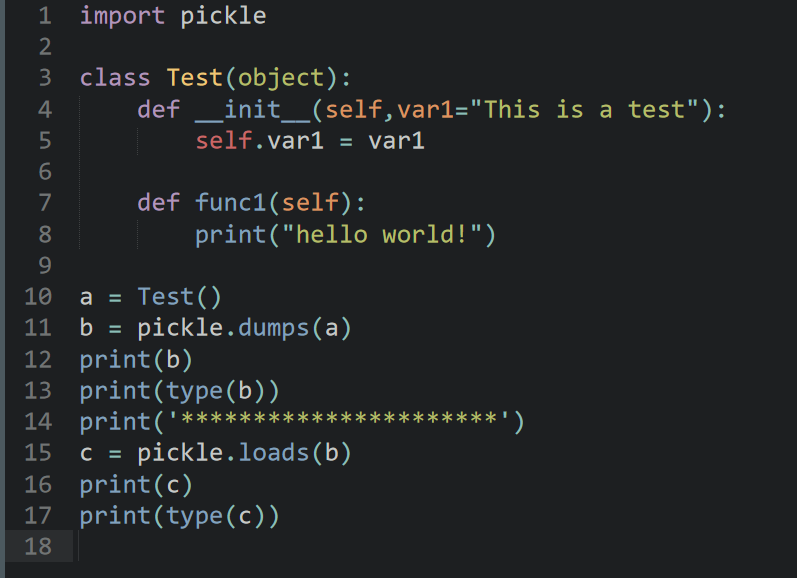 1 import pickle
2
3 class Test(object):
4     def __init__(self,var1="This is a test"):
5         self.var1 = var1
6
7     def func1(self):
8         print("hello world!")
9
10 a = Test()
11 b = pickle.dumps(a)
12 print(b)
13 print(type(b))
14 print('**********************')
15 c = pickle.loads(b)
16 print(c)
17 print(type(c))
18